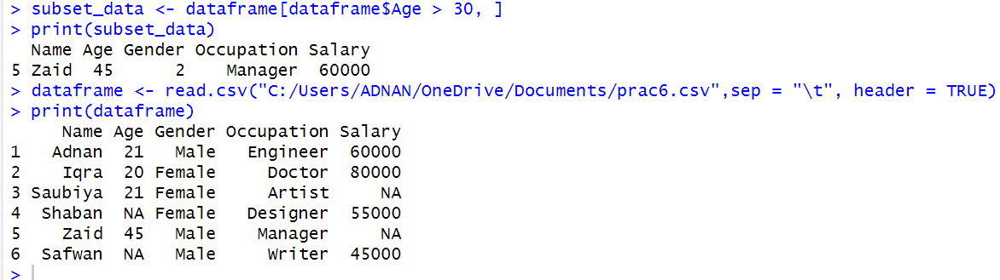 > subset_data <- dataframe[dataframe$Age > 30, ]
> print(subset_data)
  Name Age Gender Occupation Salary
5 Zaid  45      2    Manager  60000
> dataframe <- read.csv("C:/Users/ADNAN/OneDrive/Documents/prac6.csv",sep = "\t", header = TRUE)
> print(dataframe)
     Name Age Gender Occupation Salary
1   Adnan  21   Male   Engineer  60000
2    Iqra  20 Female     Doctor  80000
3 Saubiya  21 Female     Artist     NA
4  Shaban  NA Female   Designer  55000
5    Zaid  45   Male    Manager     NA
6  Safwan  NA   Male     Writer  45000
>